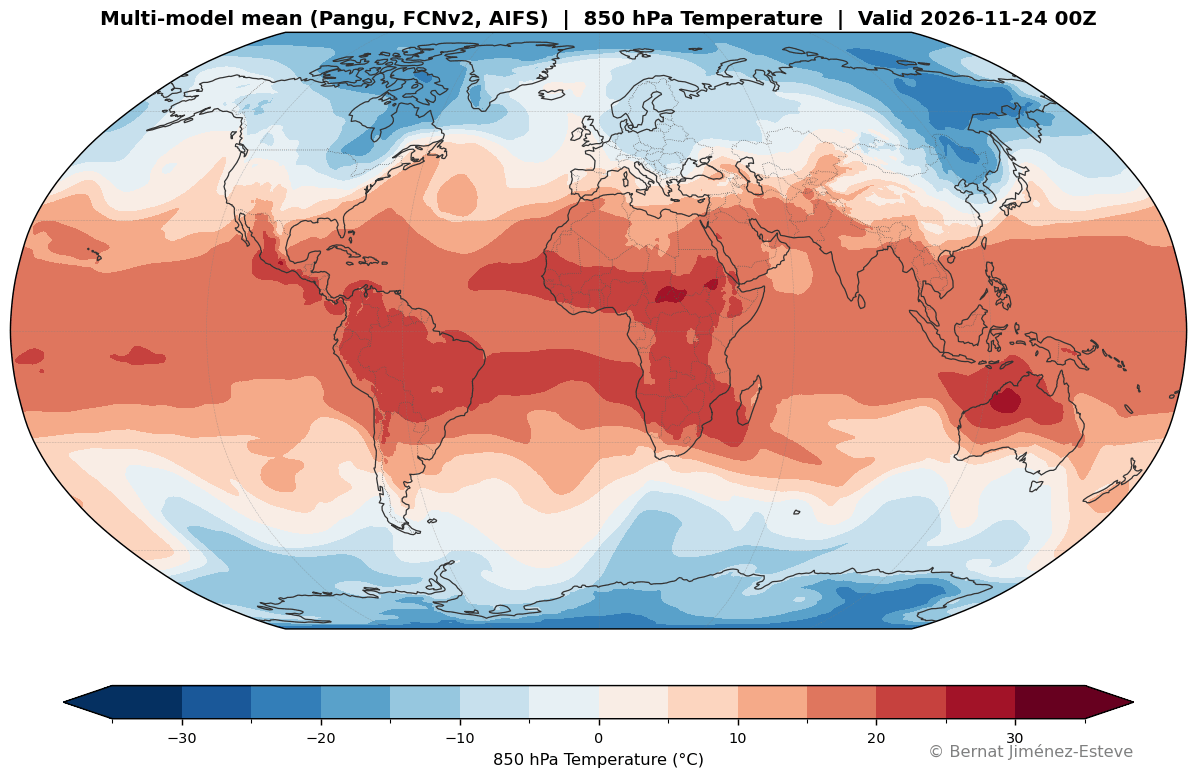 Multi-model mean (Pangu, FCNv2, AIFS)  |  850 hPa Temperature  |  Valid 2026-11-24 00Z
−30 −20 −10 0 10 20 30
850 hPa Temperature (°C)
© Bernat Jiménez-Esteve